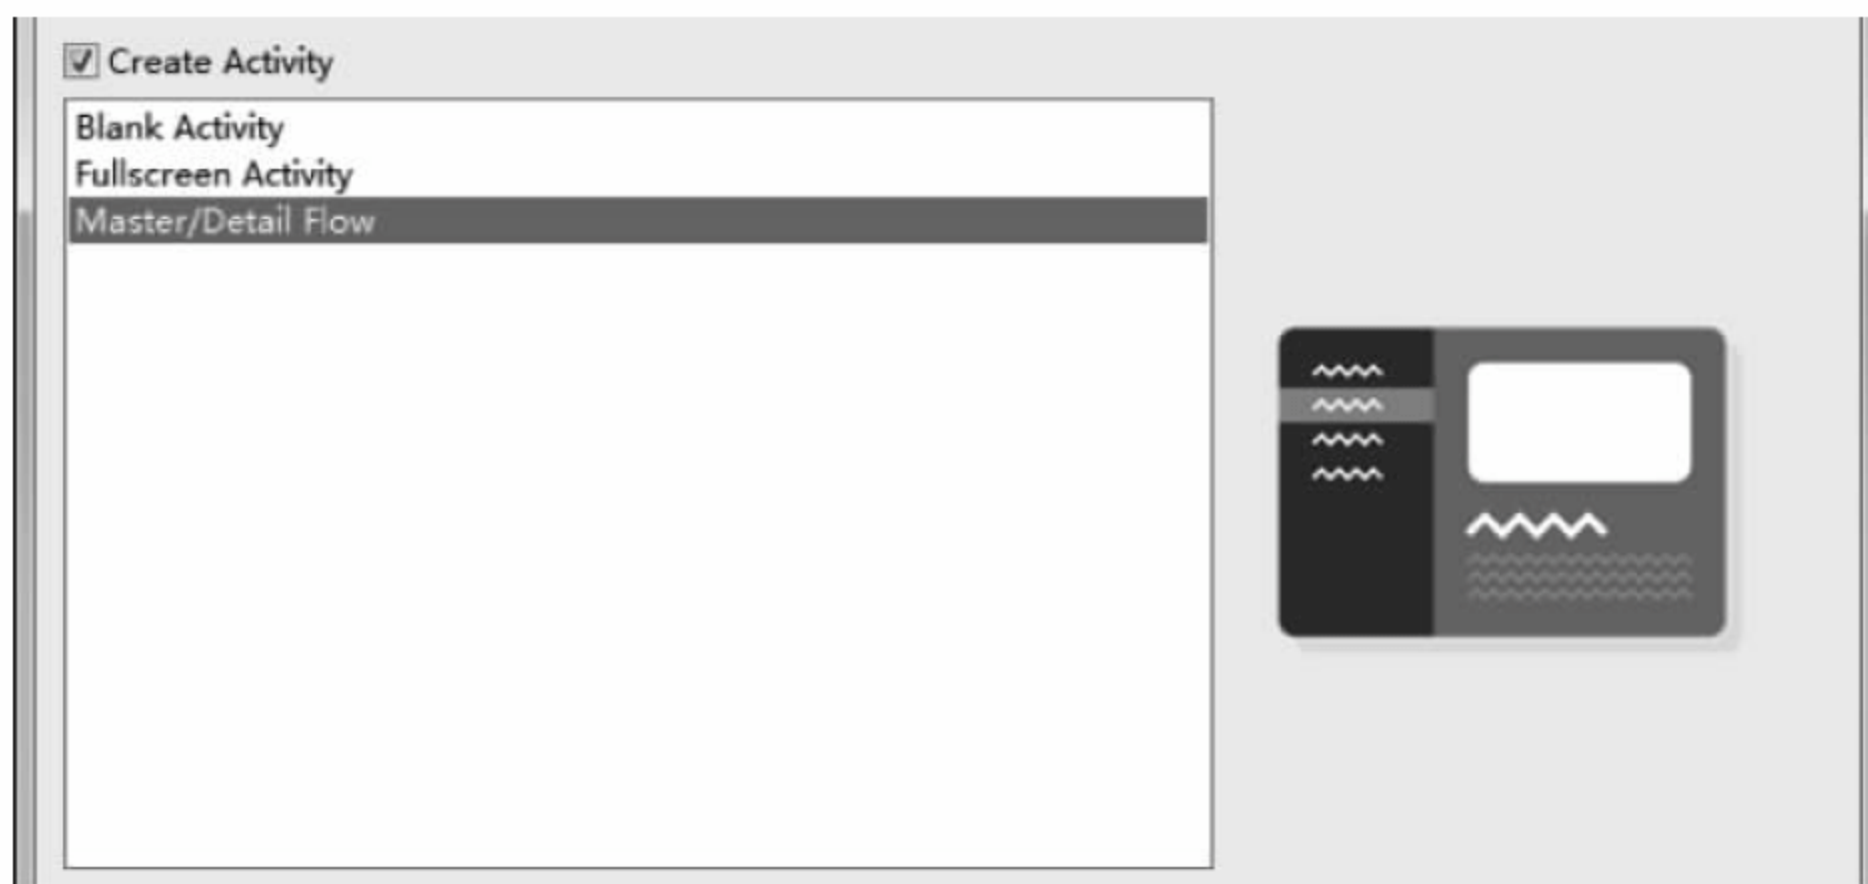 Create Activity
Blank Activity
Fullscreen Activity
Master/Detail Flow